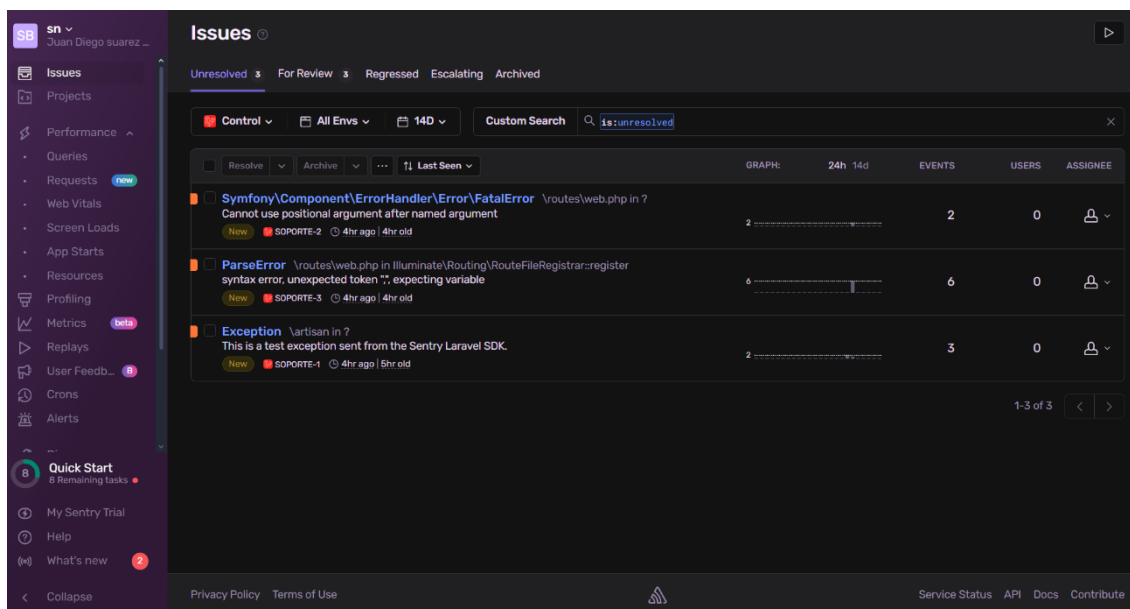 SB
sn
Juan Diego suarez ...
Issues
Projects
Performance
Queries
Requests new
Web Vitals
Screen Loads
App Starts
Resources
Profiling
Metrics beta
Replays
User Feedb... B
Crons
Alerts
8
Quick Start
8 Remaining tasks
My Sentry Trial
Help
What's new 2
Collapse
Issues
Unresolved 3 For Review 3 Regressed Escalating Archived
Control All Envs 14D Custom Search is:unresolved
Resolve Archive ... Last Seen GRAPH: 24h 14d EVENTS USERS ASSIGNEE
Symfony\Component\ErrorHandler\Error\FatalError \routes\web.php in ?
Cannot use positional argument after named argument
New SOPORTE-2 4hr ago | 4hr old
2 2 0
ParseError \routes\web.php in Illuminate\Routing\RouteFileRegistrar::register
syntax error, unexpected token ",", expecting variable
New SOPORTE-3 4hr ago | 4hr old
6 6 0
Exception \artisan in ?
This is a test exception sent from the Sentry Laravel SDK.
New SOPORTE-1 4hr ago | 5hr old
2 3 0
1-3 of 3
Privacy Policy Terms of Use Service Status API Docs Contribute